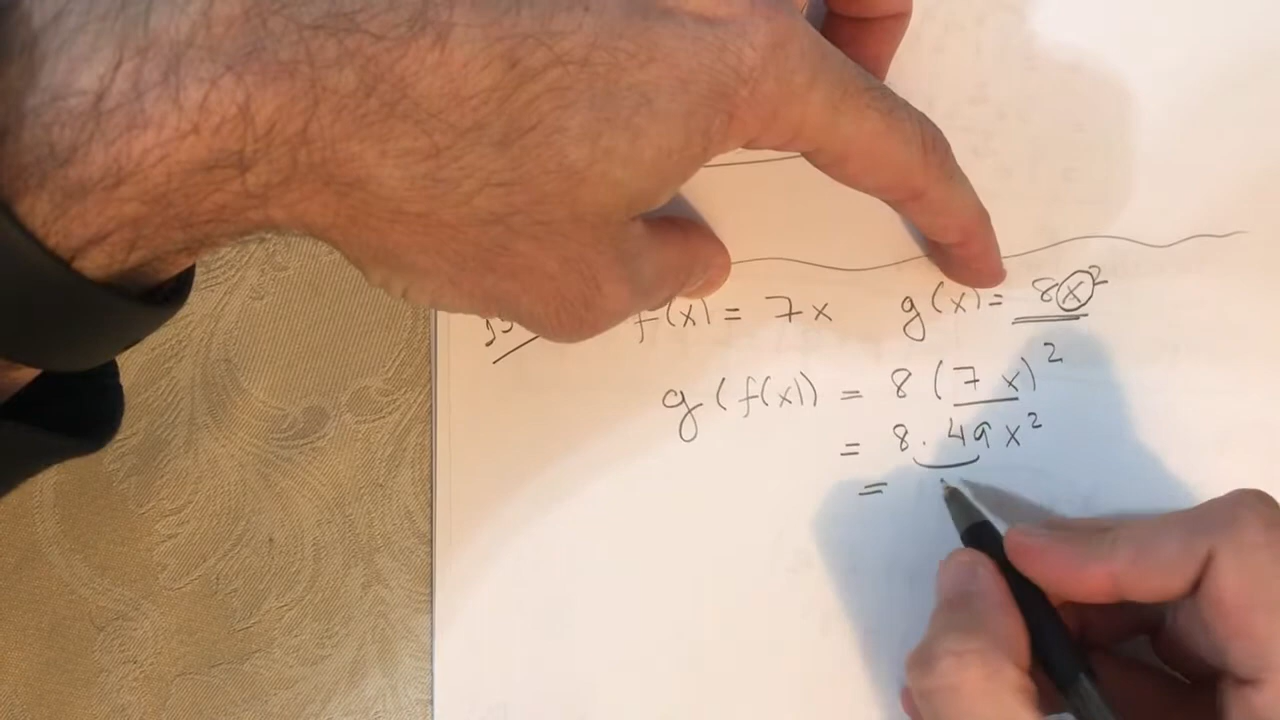 f(x) = 7x g(x) = 8x²
g(f(x)) = 8(7x)²
= 8.49x²
=